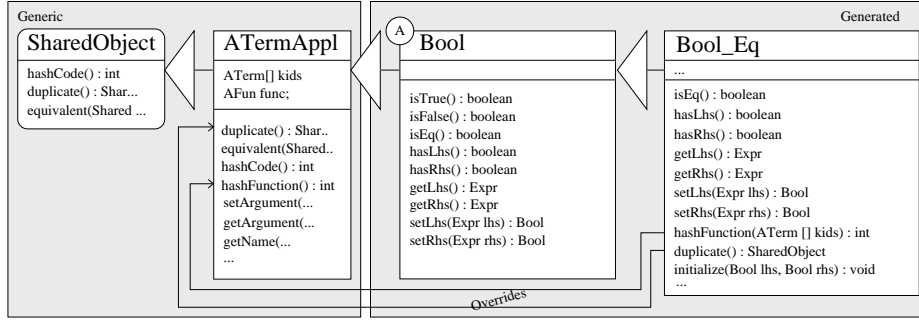 Generic
Generated
SharedObject
hashCode() : int
duplicate() : Shar...
equivalent(Shared ...
ATermAppl
ATerm[] kids
AFun func;
duplicate() : Shar..
equivalent(Shared..
hashCode() : int
hashFunction() : int
setArgument(...
getArgument(...
getName(...
...
A
Bool
isTrue() : boolean
isFalse() : boolean
isEq() : boolean
hasLhs() : boolean
hasRhs() : boolean
getLhs() : Expr
getRhs() : Expr
setLhs(Expr lhs) : Bool
setRhs(Expr rhs) : Bool
Bool_Eq
...
isEq() : boolean
hasLhs() : boolean
hasRhs() : boolean
getLhs() : Expr
getRhs() : Expr
setLhs(Expr lhs) : Bool
setRhs(Expr rhs) : Bool
hashFunction(ATerm [] kids) : int
duplicate() : SharedObject
initialize(Bool lhs, Bool rhs) : void
...
Overrides